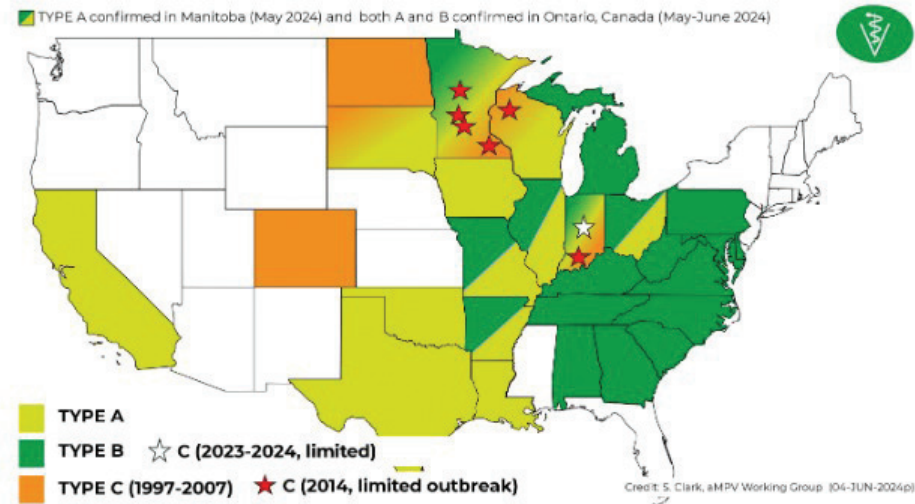 TYPE A confirmed in Manitoba (May 2024) and both A and B confirmed in Ontario, Canada (May-June 2024)
TYPE A
TYPE B C (2023-2024, limited)
TYPE C (1997-2007) C (2014, limited outbreak)
Credit: S. Clark, aMPV Working Group (04-JUN-2024p)